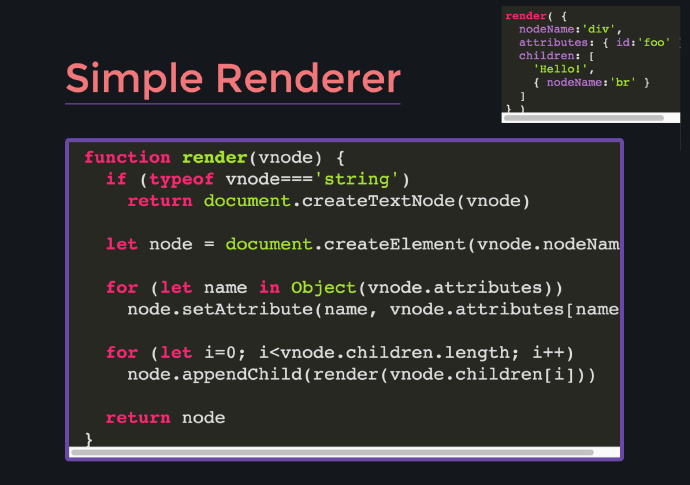 Simple Renderer
render( {
  nodeName:'div',
  attributes: { id:'foo' }
  children: [
    'Hello!',
    { nodeName:'br' }
  ]
} )
function render(vnode) {
  if (typeof vnode==='string')
    return document.createTextNode(vnode)
  let node = document.createElement(vnode.nodeNam
  for (let name in Object(vnode.attributes))
    node.setAttribute(name, vnode.attributes[name
  for (let i=0; i<vnode.children.length; i++)
    node.appendChild(render(vnode.children[i]))
  return node
}